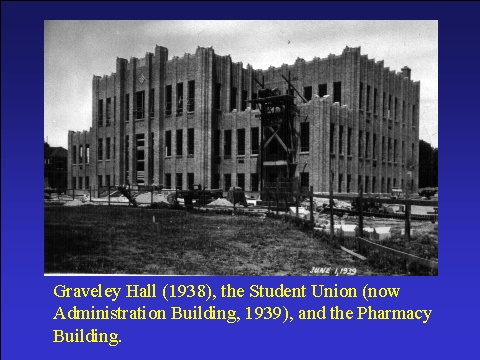 JUNE 1, 1939
Graveley Hall (1938), the Student Union (now
Administration Building, 1939), and the Pharmacy
Building.